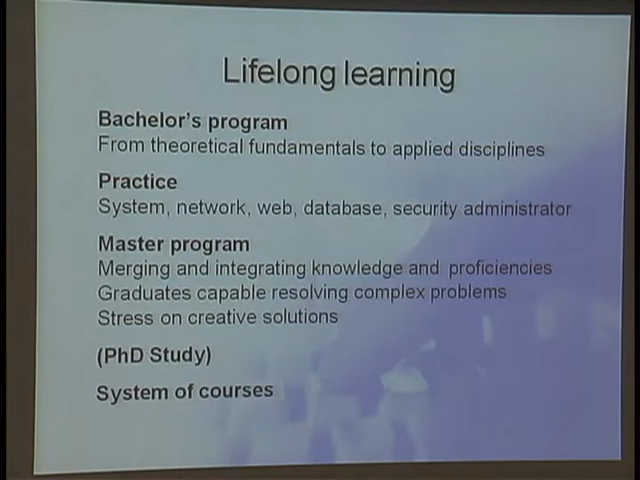 Lifelong learning
Bachelor's program
From theoretical fundamentals to applied disciplines
Practice
System, network, web, database, security administrator
Master program
Merging and integrating knowledge and proficiencies
Graduates capable resolving complex problems
Stress on creative solutions
(PhD Study)
System of courses